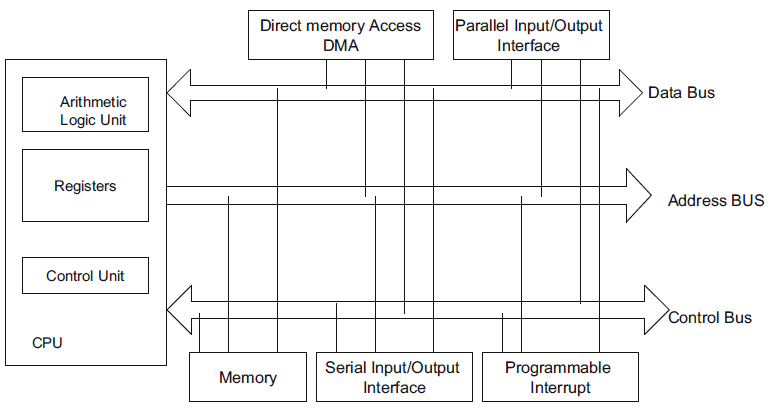 Direct memory Access
DMA
Parallel Input/Output
Interface
Arithmetic
Logic Unit
Data Bus
Registers
Address BUS
Control Unit
Control Bus
CPU
Memory
Serial Input/Output
Interface
Programmable
Interrupt